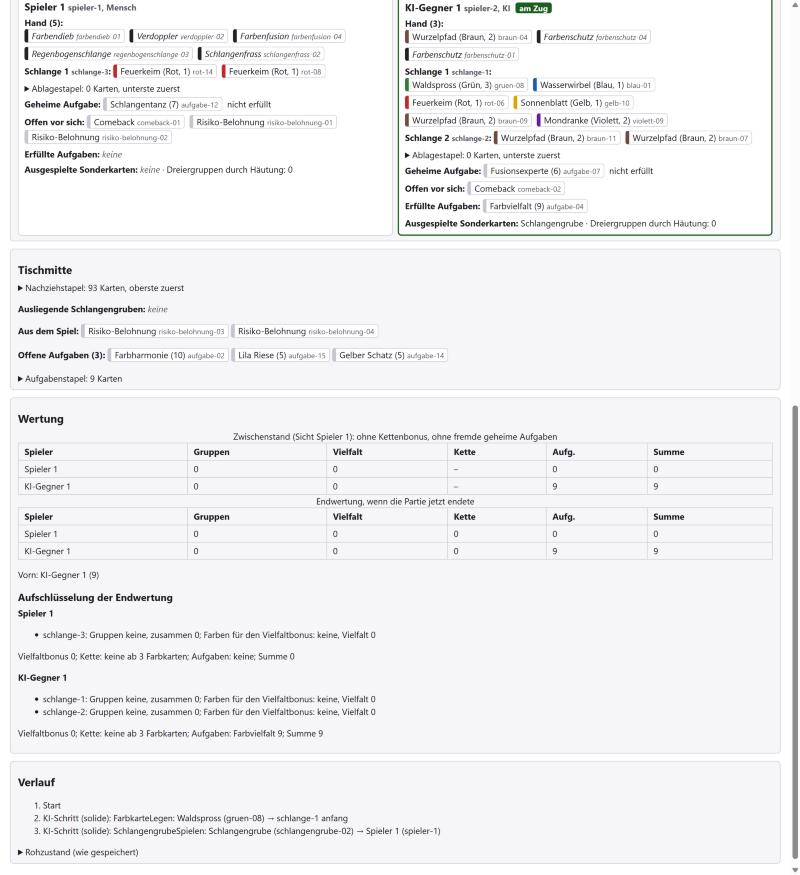 Spieler 1 spieler-1, Mensch
Hand (5):
Farbendieb farbendieb-01 Verdoppler verdoppler-02 Farbenfusion farbenfusion-04
Regenbogenschlange regenbogenschlange-03 Schlangenfrass schlangenfrass-02
Schlange 1 schlange-3: Feuerkeim (Rot, 1) rot-14 Feuerkeim (Rot, 1) rot-08
▶ Ablagestapel: 0 Karten, unterste zuerst
Geheime Aufgabe: Schlangentanz (7) aufgabe-12 nicht erfüllt
Offen vor sich: Comeback comeback-01 Risiko-Belohnung risiko-belohnung-01
Risiko-Belohnung risiko-belohnung-02
Erfüllte Aufgaben: keine
Ausgespielte Sonderkarten: keine · Dreiergruppen durch Häutung: 0
KI-Gegner 1 spieler-2, KI am Zug
Hand (3):
Wurzelpfad (Braun, 2) braun-04 Farbenschutz farbenschutz-04
Farbenschutz farbenschutz-01
Schlange 1 schlange-1:
Waldspross (Grün, 3) gruen-08 Wasserwirbel (Blau, 1) blau-01
Feuerkeim (Rot, 1) rot-06 Sonnenblatt (Gelb, 1) gelb-10
Wurzelpfad (Braun, 2) braun-09 Mondranke (Violett, 2) violett-09
Schlange 2 schlange-2: Wurzelpfad (Braun, 2) braun-11 Wurzelpfad (Braun, 2) braun-07
▶ Ablagestapel: 0 Karten, unterste zuerst
Geheime Aufgabe: Fusionsexperte (6) aufgabe-07 nicht erfüllt
Offen vor sich: Comeback comeback-02
Erfüllte Aufgaben: Farbvielfalt (9) aufgabe-04
Ausgespielte Sonderkarten: Schlangengrube · Dreiergruppen durch Häutung: 0
Tischmitte
▶ Nachziehstapel: 93 Karten, oberste zuerst
Ausliegende Schlangengruben: keine
Aus dem Spiel: Risiko-Belohnung risiko-belohnung-03 Risiko-Belohnung risiko-belohnung-04
Offene Aufgaben (3): Farbharmonie (10) aufgabe-02 Lila Riese (5) aufgabe-15 Gelber Schatz (5) aufgabe-14
▶ Aufgabenstapel: 9 Karten
Wertung
Zwischenstand (Sicht Spieler 1): ohne Kettenbonus, ohne fremde geheime Aufgaben
Spieler Gruppen Vielfalt Kette Aufg. Summe
Spieler 1 0 0 – 0 0
KI-Gegner 1 0 0 – 9 9
Endwertung, wenn die Partie jetzt endete
Spieler Gruppen Vielfalt Kette Aufg. Summe
Spieler 1 0 0 0 0 0
KI-Gegner 1 0 0 0 9 9
Vorn: KI-Gegner 1 (9)
Aufschlüsselung der Endwertung
Spieler 1
• schlange-3: Gruppen keine, zusammen 0; Farben für den Vielfaltbonus: keine, Vielfalt 0
Vielfaltbonus 0; Kette: keine ab 3 Farbkarten; Aufgaben: keine; Summe 0
KI-Gegner 1
• schlange-1: Gruppen keine, zusammen 0; Farben für den Vielfaltbonus: keine, Vielfalt 0
• schlange-2: Gruppen keine, zusammen 0; Farben für den Vielfaltbonus: keine, Vielfalt 0
Vielfaltbonus 0; Kette: keine ab 3 Farbkarten; Aufgaben: Farbvielfalt 9; Summe 9
Verlauf
1. Start
2. KI-Schritt (solide): FarbkarteLegen: Waldspross (gruen-08) → schlange-1 anfang
3. KI-Schritt (solide): SchlangengrubeSpielen: Schlangengrube (schlangengrube-02) → Spieler 1 (spieler-1)
▶ Rohzustand (wie gespeichert)